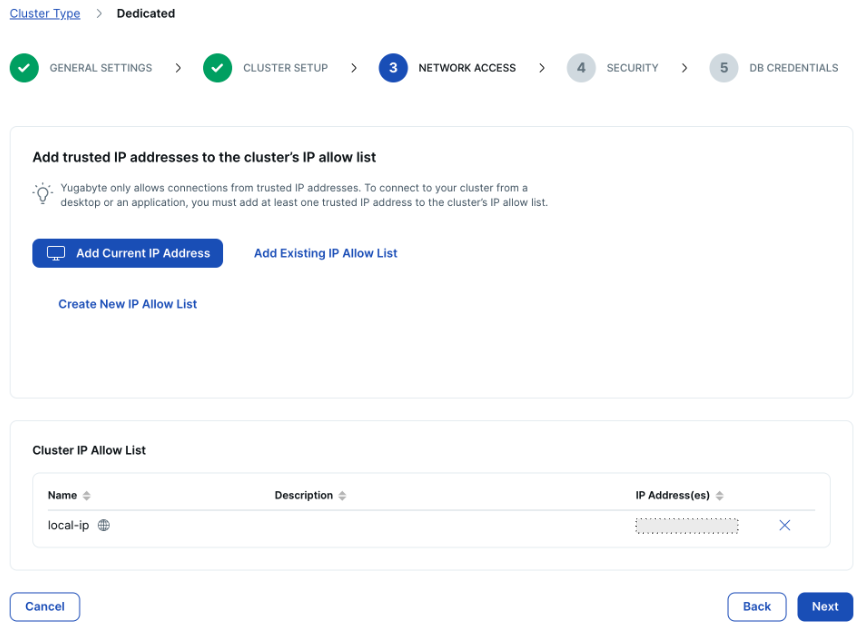 Cluster Type > Dedicated
GENERAL SETTINGS > CLUSTER SETUP > 3 NETWORK ACCESS > 4 SECURITY > 5 DB CREDENTIALS
Add trusted IP addresses to the cluster's IP allow list
Yugabyte only allows connections from trusted IP addresses. To connect to your cluster from a
desktop or an application, you must add at least one trusted IP address to the cluster's IP allow list.
Add Current IP Address Add Existing IP Allow List
Create New IP Allow List
Cluster IP Allow List
Name Description IP Address(es)
local-ip
Cancel Back Next